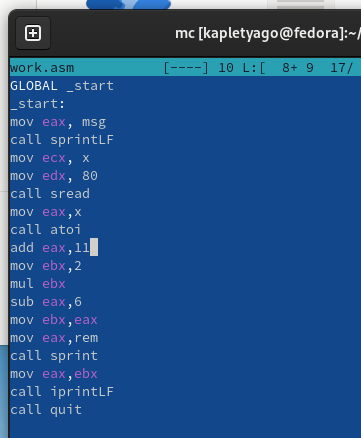 mc [kapletyago@fedora]:~/
work.asm [----] 10 L:[ 8+ 9 17/
GLOBAL _start
_start:
mov eax, msg
call sprintLF
mov ecx, x
mov edx, 80
call sread
mov eax,x
call atoi
add eax,11
mov ebx,2
mul ebx
sub eax,6
mov ebx,eax
mov eax,rem
call sprint
mov eax,ebx
call iprintLF
call quit